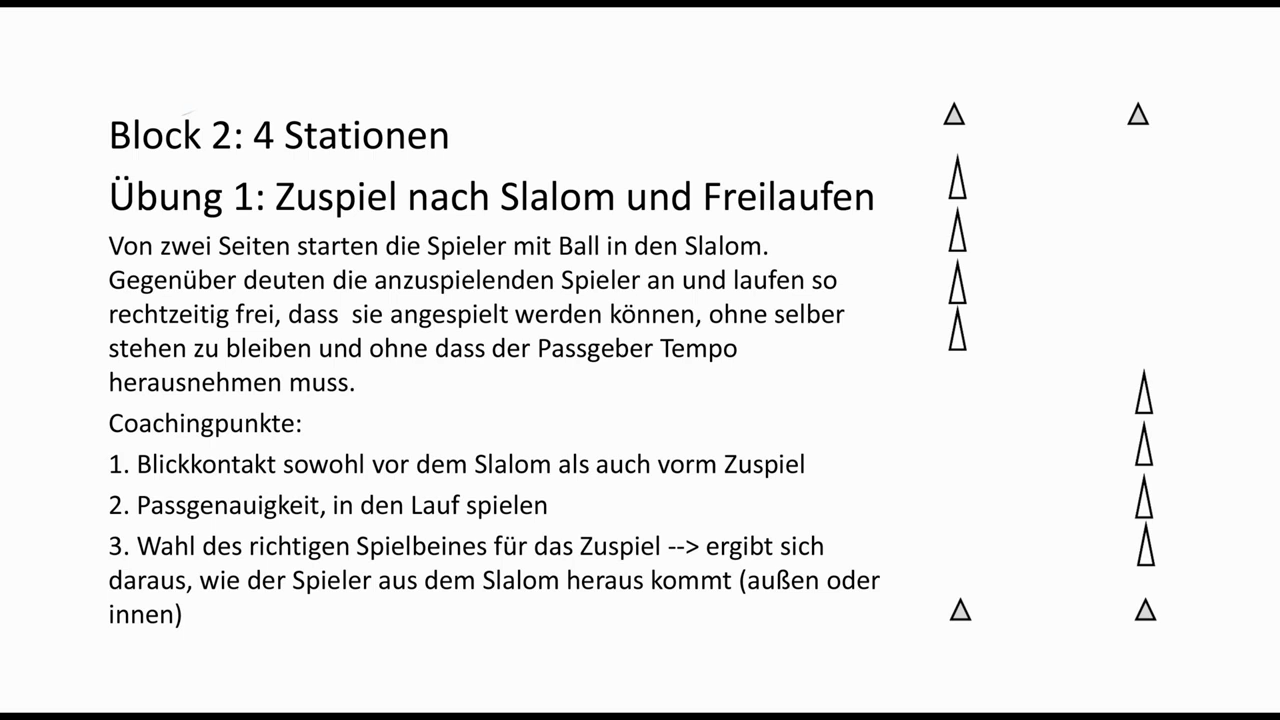 Block 2: 4 Stationen
Übung 1: Zuspiel nach Slalom und Freilaufen
Von zwei Seiten starten die Spieler mit Ball in den Slalom.
Gegenüber deuten die anzuspielenden Spieler an und laufen so
rechtzeitig frei, dass  sie angespielt werden können, ohne selber
stehen zu bleiben und ohne dass der Passgeber Tempo
herausnehmen muss.
Coachingpunkte:
1. Blickkontakt sowohl vor dem Slalom als auch vorm Zuspiel
2. Passgenauigkeit, in den Lauf spielen
3. Wahl des richtigen Spielbeines für das Zuspiel --> ergibt sich
daraus, wie der Spieler aus dem Slalom heraus kommt (außen oder
innen)